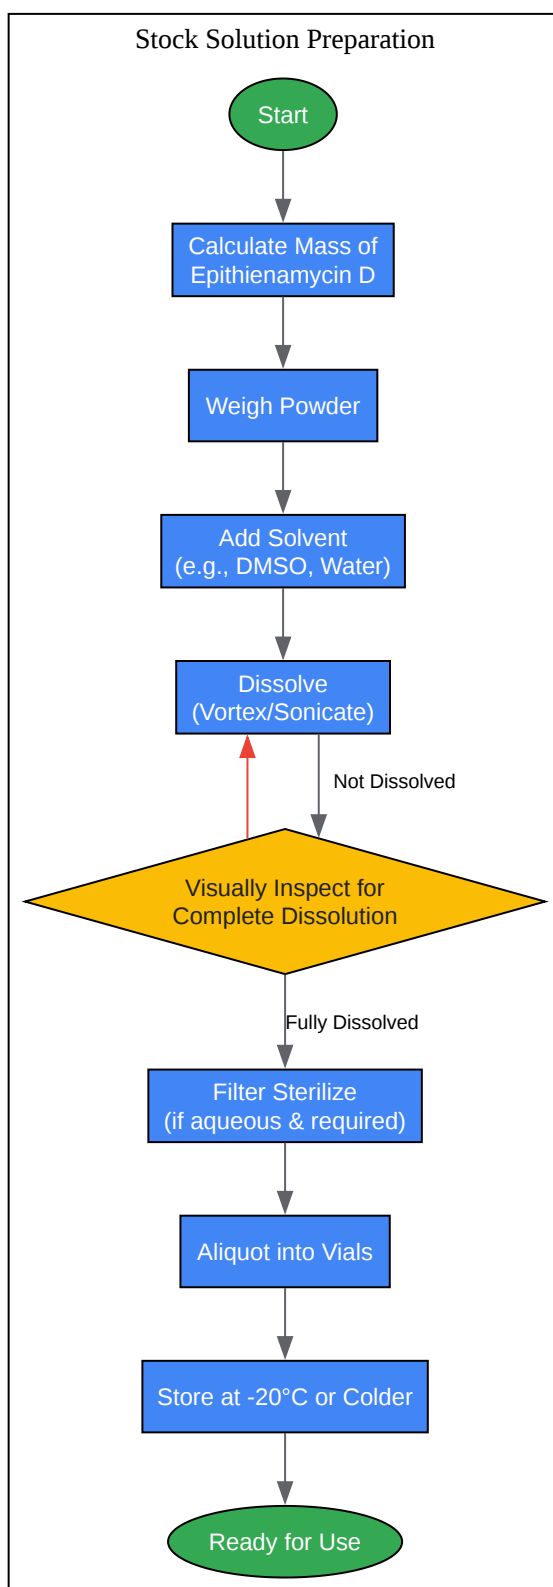 Stock Solution Preparation
Start
Calculate Mass of
Epithienamycin D
Weigh Powder
Add Solvent
(e.g., DMSO, Water)
Dissolve
(Vortex/Sonicate)
Not Dissolved
Visually Inspect for
Complete Dissolution
Fully Dissolved
Filter Sterilize
(if aqueous & required)
Aliquot into Vials
Store at -20°C or Colder
Ready for Use